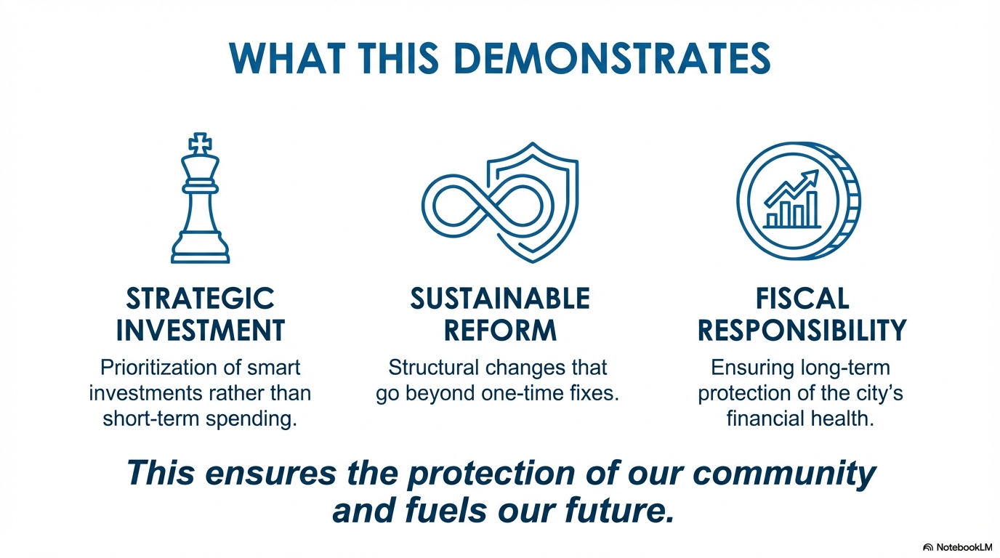 WHAT THIS DEMONSTRATES
STRATEGIC
INVESTMENT
Prioritization of smart
investments rather than
short-term spending.
SUSTAINABLE
REFORM
Structural changes that
go beyond one-time fixes.
FISCAL
RESPONSIBILITY
Ensuring long-term
protection of the city’s
financial health.
This ensures the protection of our community
and fuels our future.
NotebookLM